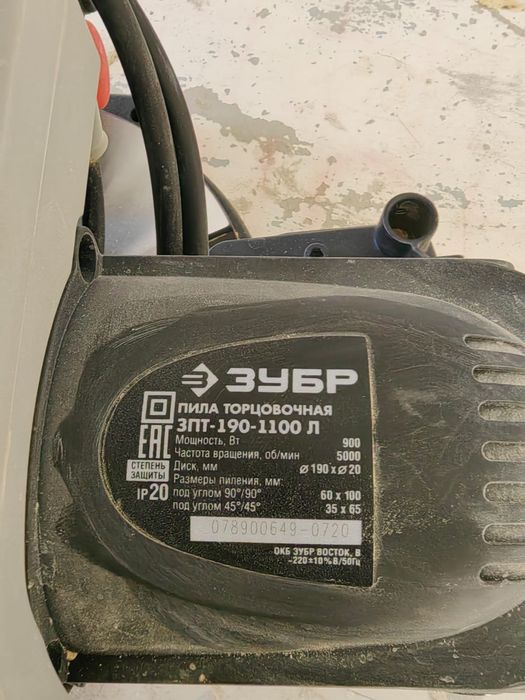 ЗУБР
ПИЛА ТОРЦОВОЧНАЯ
ЗПТ-190-1100 Л
Мощность, Вт 900
Частота вращения, об/мин 5000
Диск, мм ⌀190 x ⌀20
Размеры пиления, мм:
под углом 90°/90° 60 x 100
под углом 45°/45° 35 x 65
EAC
СТЕПЕНЬ
ЗАЩИТЫ
IP20
078900649-0720
ОКБ ЗУБР ВОСТОК, В
~220±10% В/50Гц